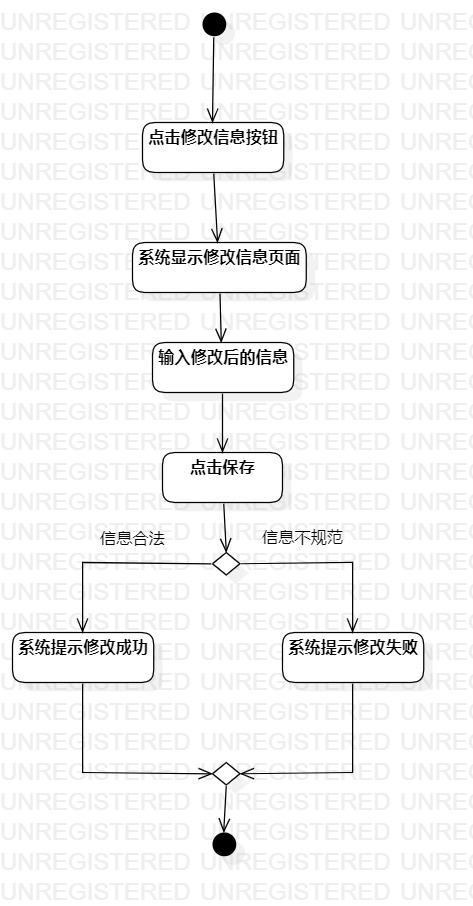 点击修改信息按钮
系统显示修改信息页面
输入修改后的信息
点击保存
信息合法
信息不规范
系统提示修改成功
系统提示修改失败
UNREGISTERED